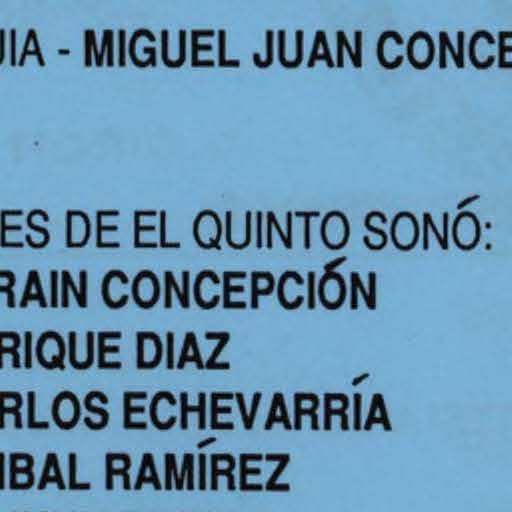 UIA - MIGUEL JUAN CONCE
ES DE EL QUINTO SONÓ:
RAIN CONCEPCIÓN
RIQUE DIAZ
RLOS ECHEVARRÍA
IBAL RAMÍREZ